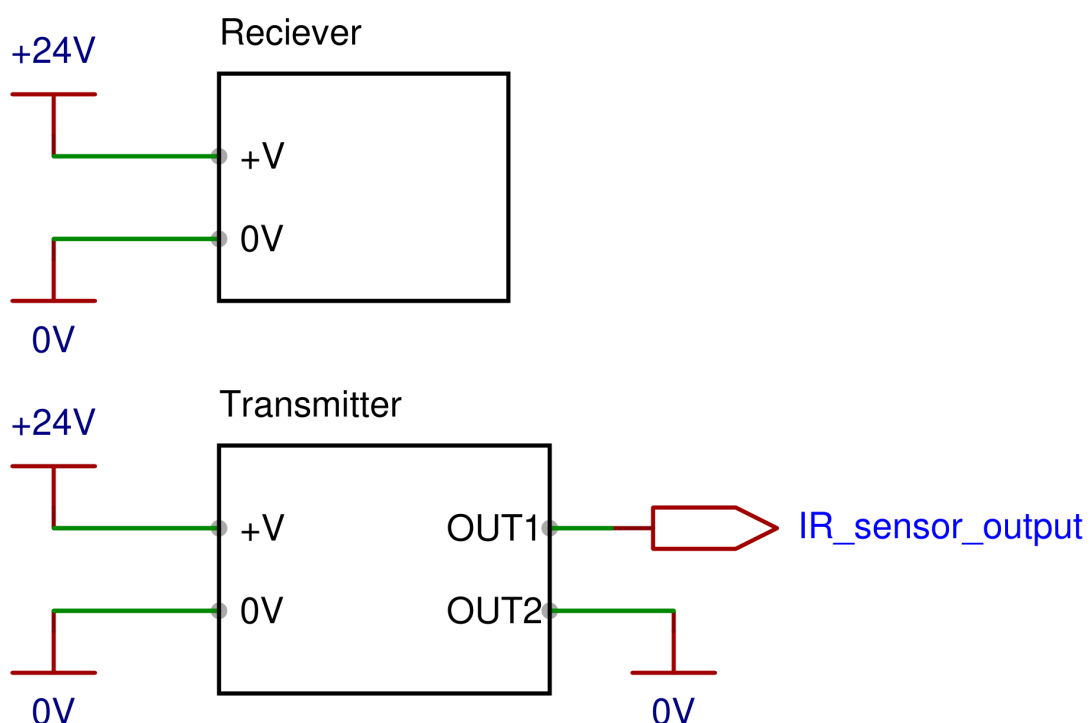 Reciever
+24V
+V
0V
0V
Transmitter
+24V
+V
OUT1
IR_sensor_output
0V
OUT2
0V
0V